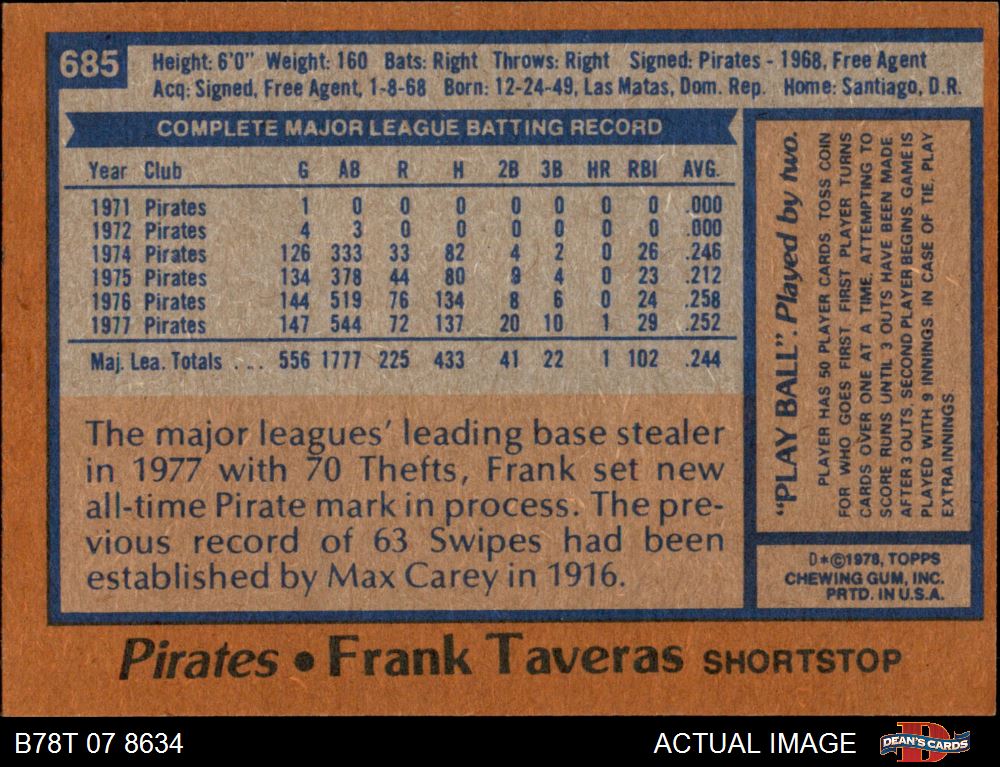 685
Height: 6'0" Weight: 160 Bats: Right Throws: Right Signed: Pirates - 1968, Free Agent
Acq: Signed, Free Agent, 1-8-68 Born: 12-24-49, Las Matas, Dom. Rep. Home: Santiago, D.R.
COMPLETE MAJOR LEAGUE BATTING RECORD
Year Club G AB R H 2B 3B HR RBI AVG.
1971 Pirates 1 0 0 0 0 0 0 0 .000
1972 Pirates 4 3 0 0 0 0 0 0 .000
1974 Pirates 126 333 33 82 4 2 0 26 .246
1975 Pirates 134 378 44 80 9 4 0 23 .212
1976 Pirates 144 519 76 134 8 6 0 24 .258
1977 Pirates 147 544 72 137 20 10 1 29 .252
Maj. Lea. Totals . . . 556 1777 225 433 41 22 1 102 .244
The major leagues' leading base stealer
in 1977 with 70 Thefts, Frank set new
all-time Pirate mark in process. The pre-
vious record of 63 Swipes had been
established by Max Carey in 1916.
"PLAY BALL". Played by two.
PLAYER HAS 50 PLAYER CARDS. TOSS COIN
FOR WHO GOES FIRST. FIRST PLAYER TURNS
CARDS OVER ONE AT A TIME, ATTEMPTING TO
SCORE RUNS UNTIL 3 OUTS HAVE BEEN MADE
AFTER 3 OUTS, SECOND PLAYER BEGINS. GAME IS
PLAYED WITH 9 INNINGS. IN CASE OF TIE, PLAY
EXTRA INNINGS
D*©1978, TOPPS
CHEWING GUM, INC.
PRTD. IN U.S.A.
Pirates • Frank Taveras SHORTSTOP
B78T 07 8634
ACTUAL IMAGE
D
DEAN'S CARDS